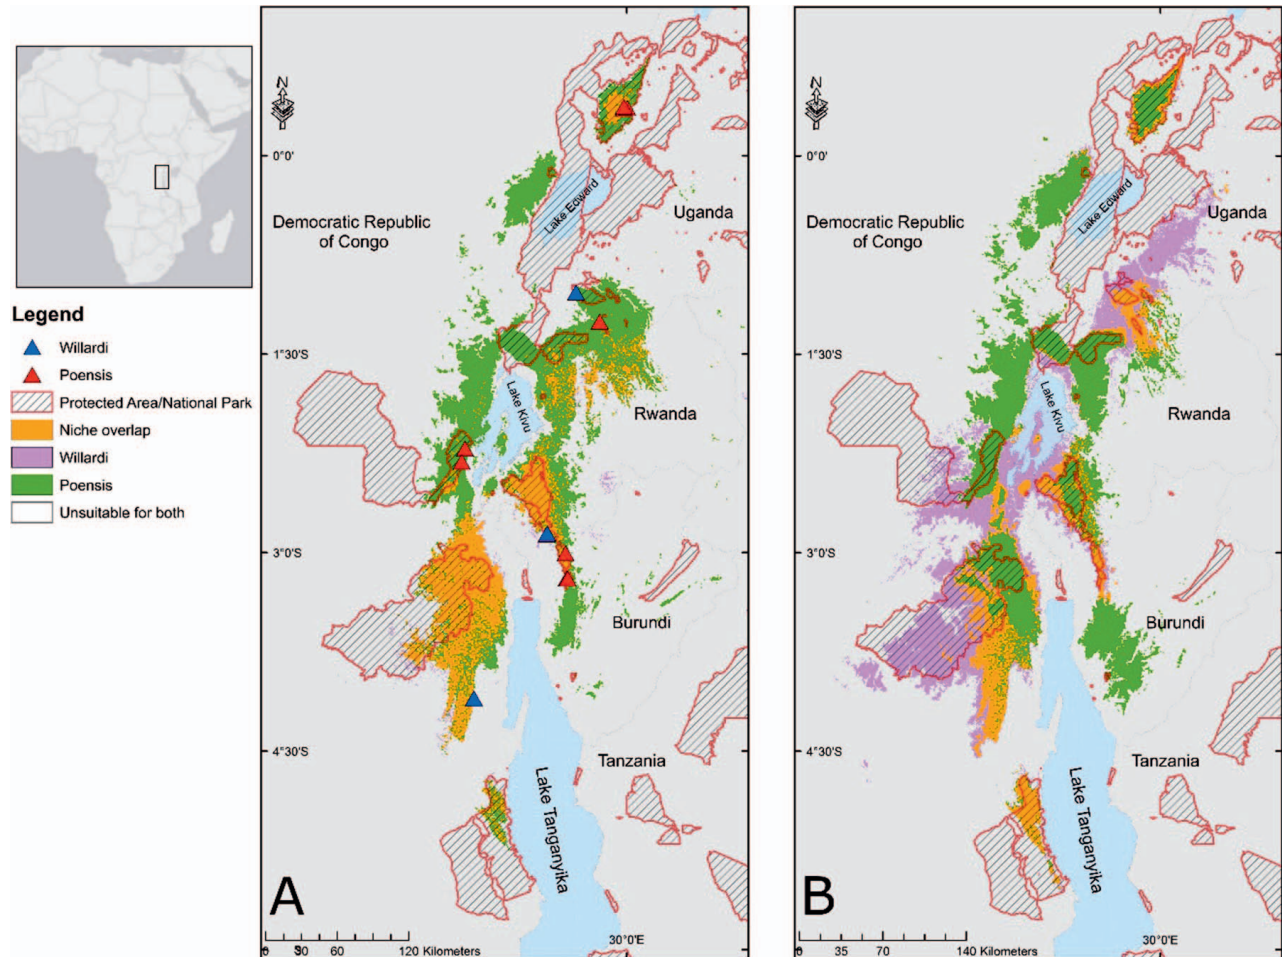 Legend
Willardi
Poensis
Protected Area/National Park
Niche overlap
Willardi
Poensis
Unsuitable for both
N
0°0'
1°30'S
3°0'S
4°30'S
Democratic Republic
of Congo
Lake Edward
Uganda
Lake Kivu
Rwanda
Burundi
Tanzania
Lake Tanganyika
A
30°0'E
0
30
60
120 Kilometers
N
0°0'
1°30'S
3°0'S
4°30'S
Democratic Republic
of Congo
Lake Edward
Uganda
Lake Kivu
Rwanda
Burundi
Tanzania
Lake Tanganyika
B
30°0'E
0
35
70
140 Kilometers